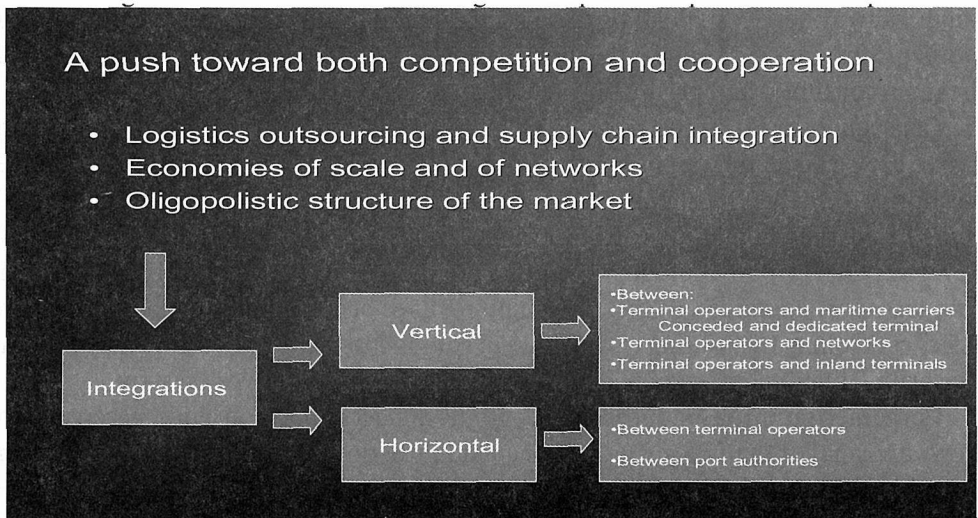 A push toward both competition and cooperation
• Logistics outsourcing and supply chain integration
• Economies of scale and of networks
• Oligopolistic structure of the market
Integrations
Vertical
•Between:
•Terminal operators and maritime carriers
Conceded and dedicated terminal
•Terminal operators and networks
•Terminal operators and inland terminals
Horizontal
•Between terminal operators
•Between port authorities